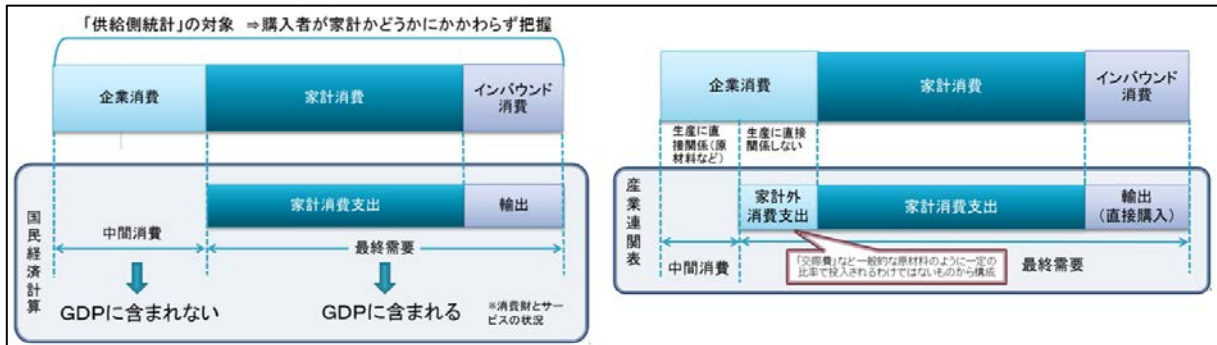 「供給側統計」の対象 ⇒購入者が家計かどうかにかかわらず把握
企業消費
家計消費
インバウンド
消費
国民経済計算
家計消費支出
輸出
中間消費
最終需要
GDPに含まれない
GDPに含まれる
※消費財とサー
ビスの状況
企業消費
家計消費
インバウンド
消費
生産に直
接関係(原
材料など)
生産に直接
関係しない
産業連関表
家計外
消費支出
家計消費支出
輸出
(直接購入)
中間消費
「交際費」など一般的な原材料のように一定の
比率で投入されるわけではないものから構成
最終需要